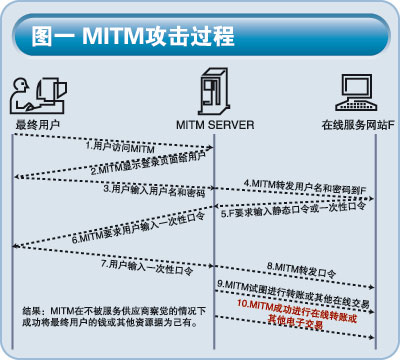 图一 MITM攻击过程
最终用户
MITM SERVER
在线服务网站F
1.用户访问MITM
2.MITM显示登录页面给用户
3.用户输入用户名和密码
4.MITM转发用户名和密码到F
5.F要求输入静态口令或一次性口令
6.MITM要求用户输入一次性口令
7.用户输入一次性口令
8.MITM转发口令
9.MITM试图进行转账或其他在线交易
10.MITM成功进行在线转账或
其他电子交易
结果：MITM在不被服务供应商察觉的情况下
成功将最终用户的钱或其他资源据为己有。